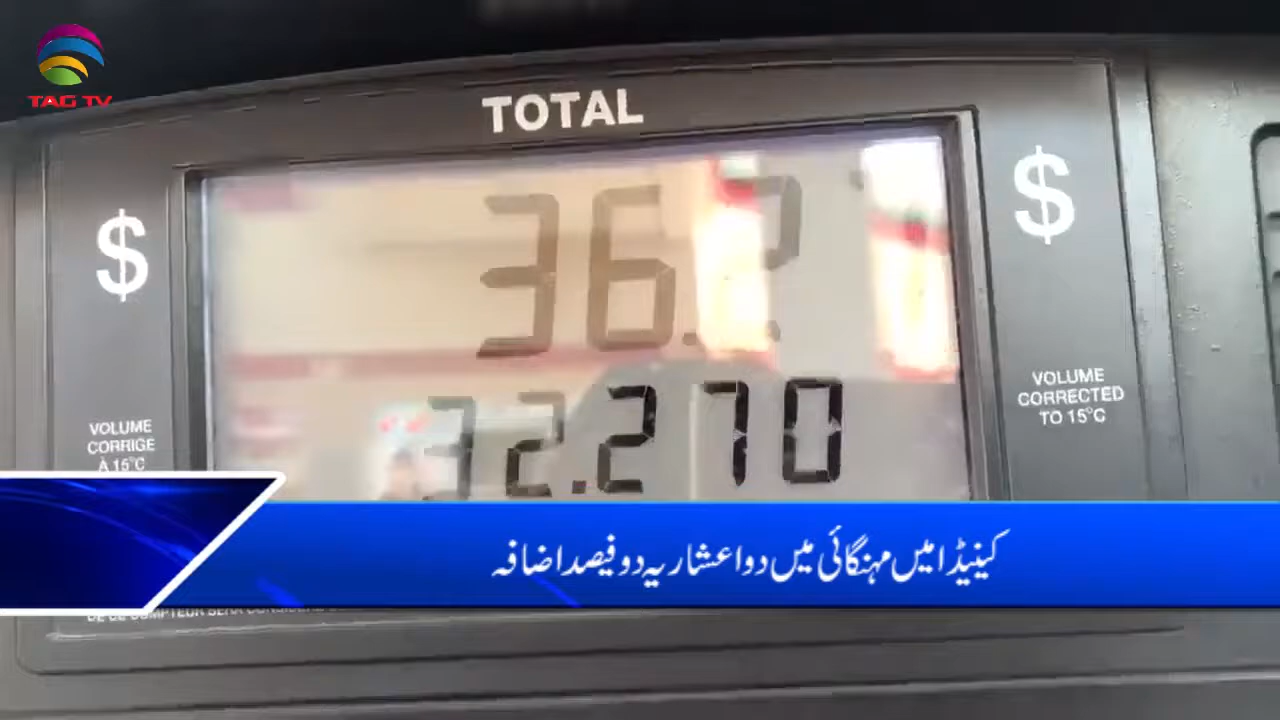 TAG TV
TOTAL
$
$
36.
32.270
VOLUME
CORRIGE
À 15°C
VOLUME
CORRECTED
TO 15°C
کینیڈا میں مہنگائی میں دو اعشاریہ دو فیصد اضافہ